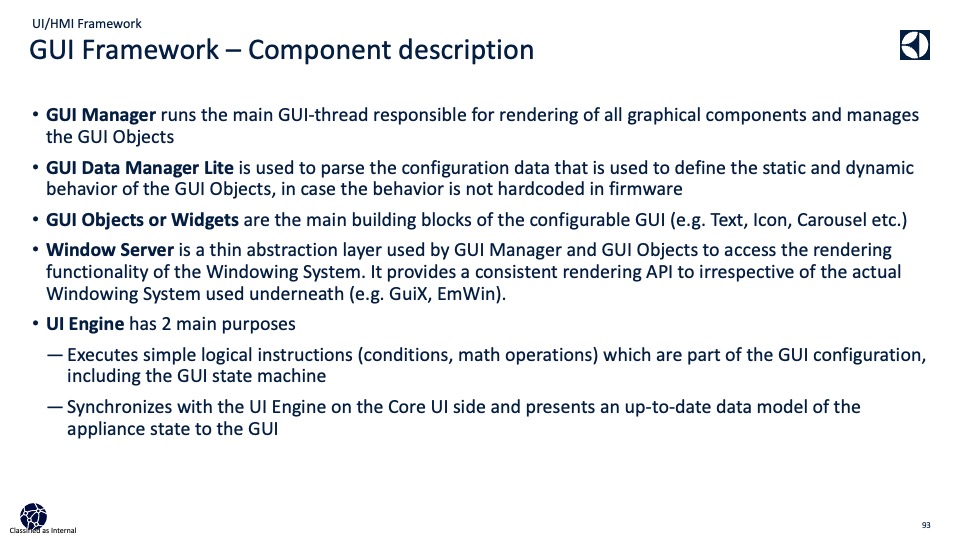 UI/HMI Framework
GUI Framework – Component description
• GUI Manager runs the main GUI-thread responsible for rendering of all graphical components and manages
the GUI Objects
• GUI Data Manager Lite is used to parse the configuration data that is used to define the static and dynamic
behavior of the GUI Objects, in case the behavior is not hardcoded in firmware
• GUI Objects or Widgets are the main building blocks of the configurable GUI (e.g. Text, Icon, Carousel etc.)
• Window Server is a thin abstraction layer used by GUI Manager and GUI Objects to access the rendering
functionality of the Windowing System. It provides a consistent rendering API to irrespective of the actual
Windowing System used underneath (e.g. GuiX, EmWin).
• UI Engine has 2 main purposes
— Executes simple logical instructions (conditions, math operations) which are part of the GUI configuration,
including the GUI state machine
— Synchronizes with the UI Engine on the Core UI side and presents an up-to-date data model of the
appliance state to the GUI
Classified as Internal
93